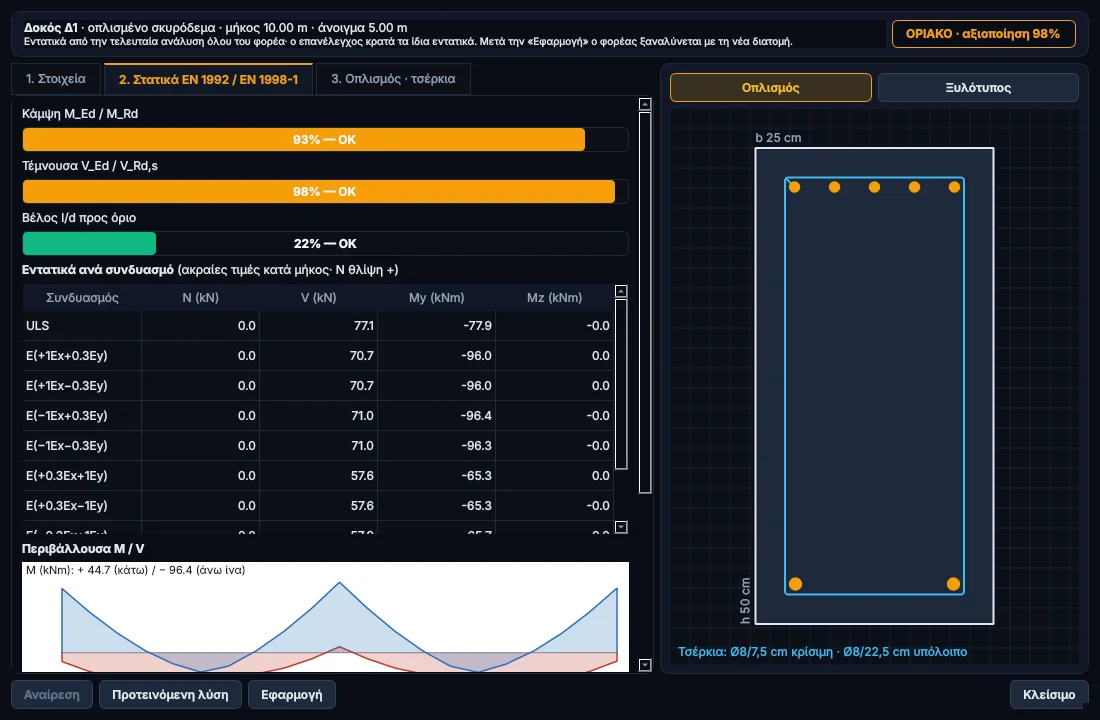 Δοκός Δ1 · οπλισμένο σκυρόδεμα · μήκος 10.00 m · άνοιγμα 5.00 m
Εντατικά από την τελευταία ανάλυση όλου του φορέα· ο επανέλεγχος κρατά τα ίδια εντατικά. Μετά την «Εφαρμογή» ο φορέας ξαναλύνεται με τη νέα διατομή.
ΟΡΙΑΚΟ · αξιοποίηση 98%
1. Στοιχεία
2. Στατικά EN 1992 / EN 1998-1
3. Οπλισμός · τσέρκια
Κάμψη M_Ed / M_Rd
93% — OK
Τέμνουσα V_Ed / V_Rd,s
98% — OK
Βέλος l/d προς όριο
22% — OK
Εντατικά ανά συνδυασμό (ακραίες τιμές κατά μήκος· N θλίψη +)
Συνδυασμός N (kN) V (kN) My (kNm) Mz (kNm)
ULS 0.0 77.1 -77.9 -0.0
E(+1Ex+0.3Ey) 0.0 70.7 -96.0 0.0
E(+1Ex−0.3Ey) 0.0 70.7 -96.0 0.0
E(−1Ex+0.3Ey) 0.0 71.0 -96.4 -0.0
E(−1Ex−0.3Ey) 0.0 71.0 -96.3 -0.0
E(+0.3Ex+1Ey) 0.0 57.6 -65.3 0.0
E(+0.3Ex−1Ey) 0.0 57.6 -65.3 -0.0
Περιβάλλουσα M / V
M (kNm): + 44.7 (κάτω) / − 96.4 (άνω ίνα)
Αναίρεση
Προτεινόμενη λύση
Εφαρμογή
Οπλισμός
Ξυλότυπος
b 25 cm
h 50 cm
Τσέρκια: Ø8/7,5 cm κρίσιμη · Ø8/22,5 cm υπόλοιπο
Κλείσιμο